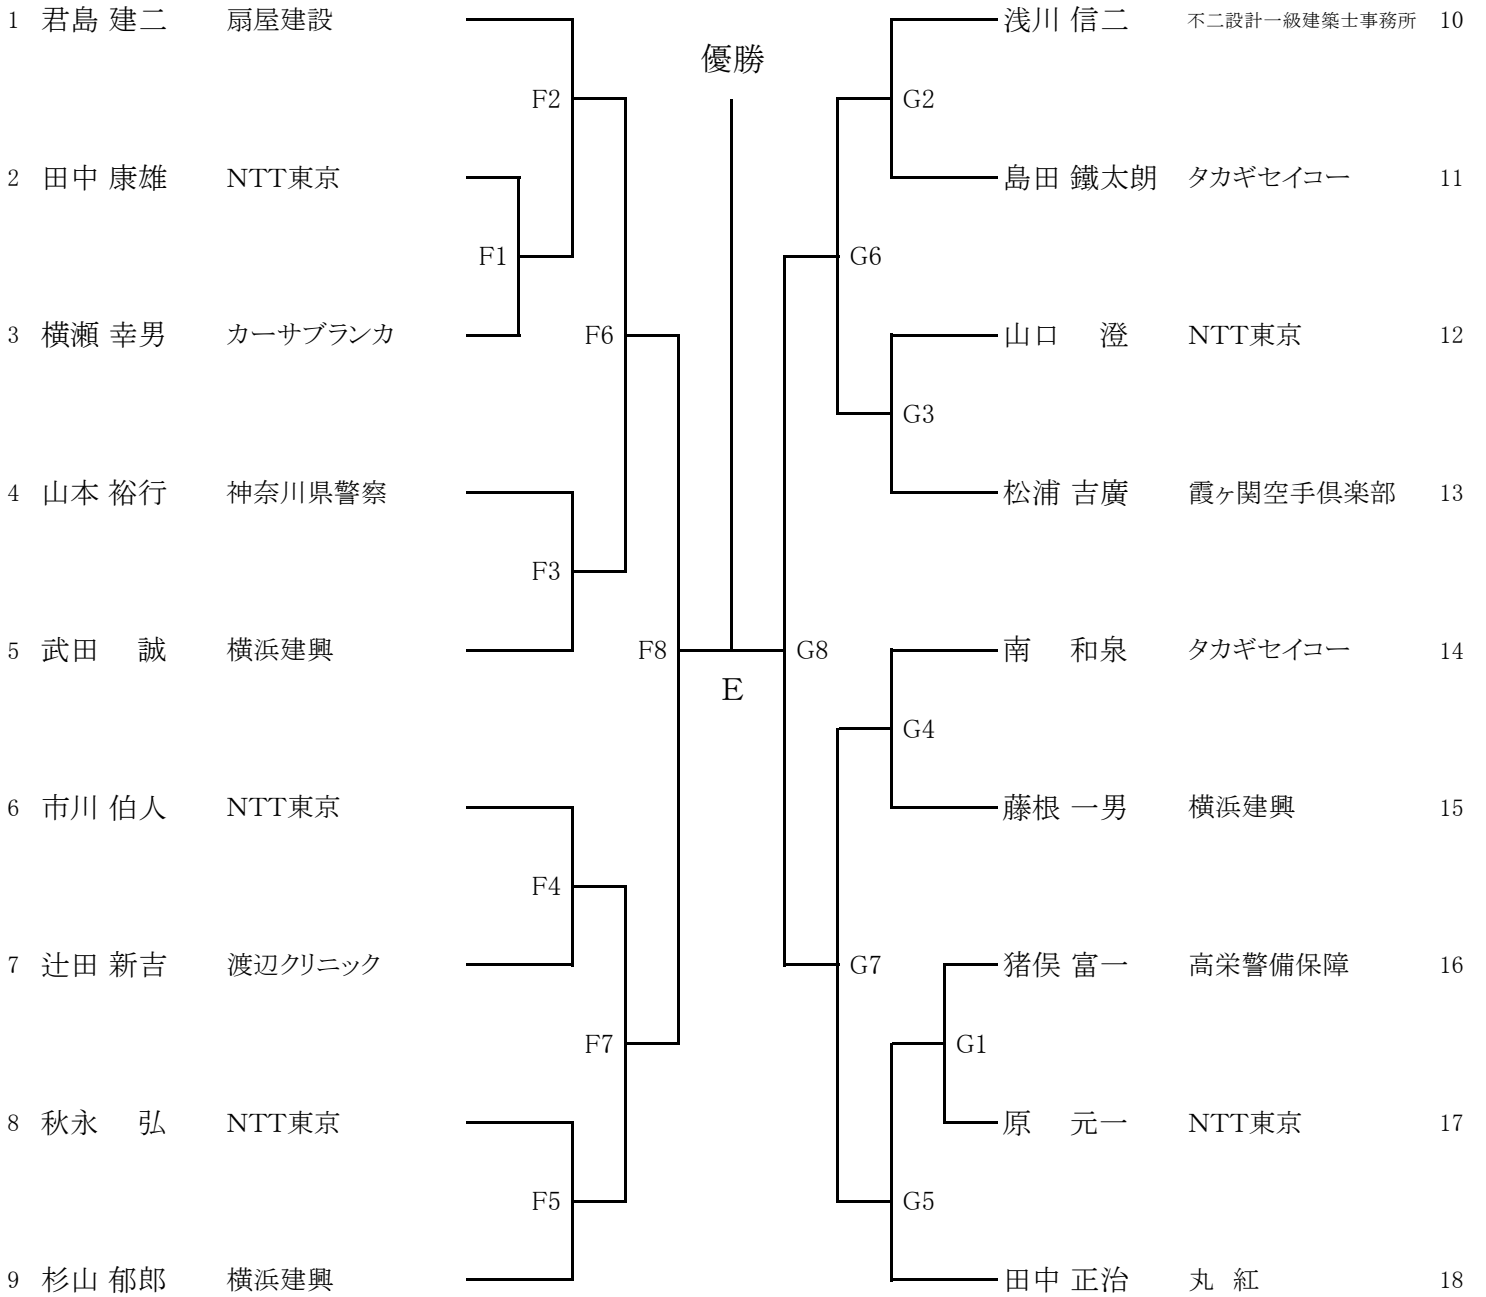 1 君島 建二 扇屋建設
2 田中 康雄 NTT東京
3 横瀬 幸男 カーサブランカ
4 山本 裕行 神奈川県警察
5 武田 誠 横浜建興
6 市川 伯人 NTT東京
7 辻田 新吉 渡辺クリニック
8 秋永 弘 NTT東京
9 杉山 郁郎 横浜建興
F2
F1
F6
F3
F8
F4
F7
F5
優勝
E
G2
G6
G3
G8
G4
G7
G1
G5
浅川 信二 不二設計一級建築士事務所 10
島田 鐵太朗 タカギセイコー 11
山口 澄 NTT東京 12
松浦 吉廣 霞ヶ関空手倶楽部 13
南 和泉 タカギセイコー 14
藤根 一男 横浜建興 15
猪俣 富一 高栄警備保障 16
原 元一 NTT東京 17
田中 正治 丸 紅 18